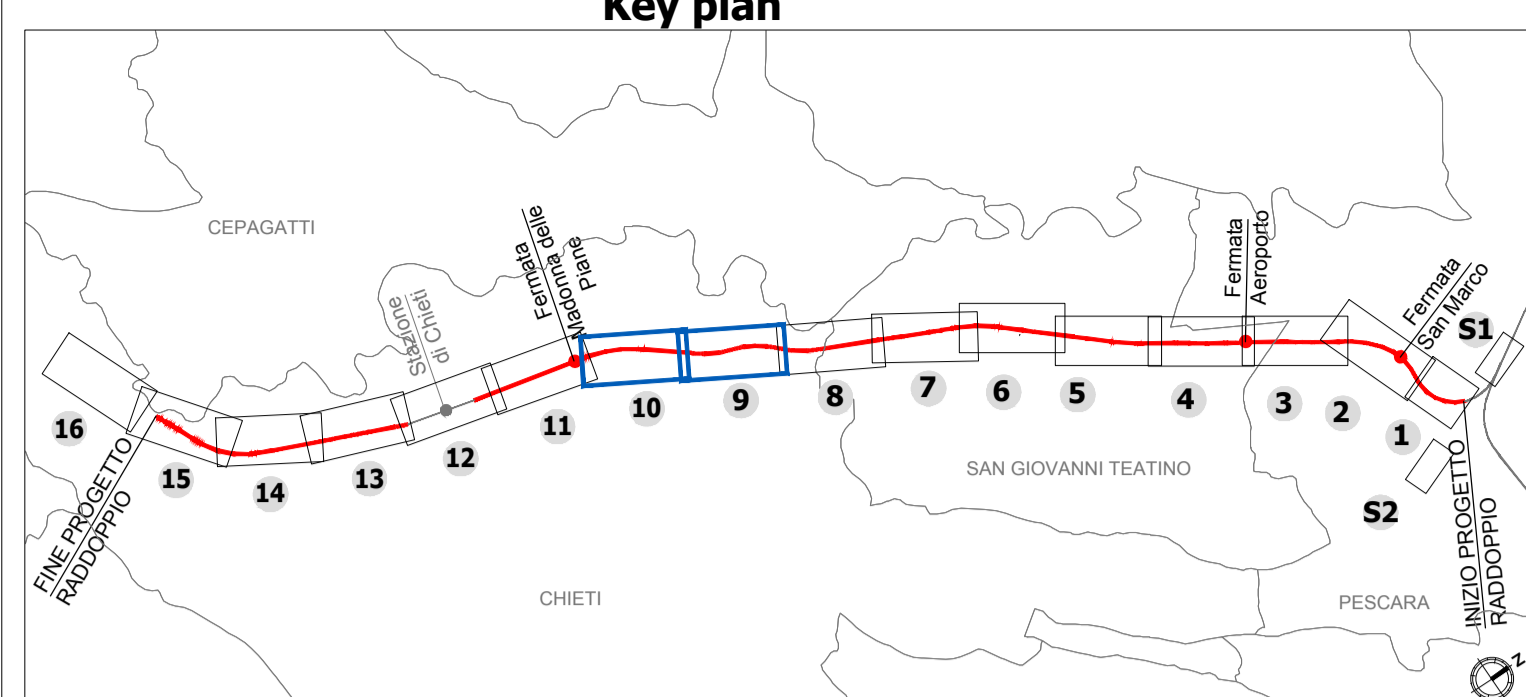 Key plan
CEPAGATTI
Fermata
Madonna delle
Piane
Stazione
di Chieti
Fermata
Aeroporto
Fermata
San Marco
S1
16
15
14
13
12
11
10
9
8
7
6
5
4
3
2
1
S2
SAN GIOVANNI TEATINO
FINE PROGETTO
RADDOPPIO
CHIETI
PESCARA
INIZIO PROGETTO
RADDOPPIO
N